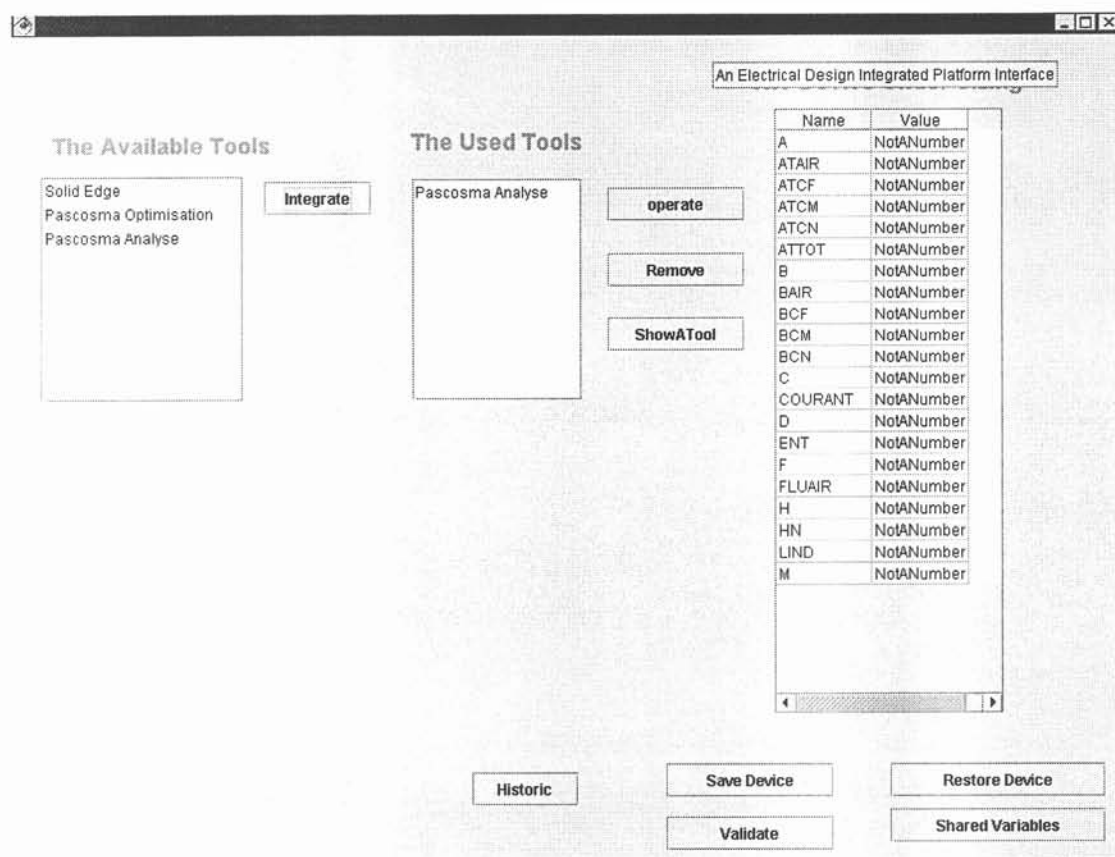 An Electrical Design Integrated Platform Interface
The Available Tools
Solid Edge
Pascosma Optimisation
Pascosma Analyse
Integrate
The Used Tools
Pascosma Analyse
operate
Remove
ShowATool
Name Value
A NotANumber
ATAIR NotANumber
ATCF NotANumber
ATCM NotANumber
ATCN NotANumber
ATTOT NotANumber
B NotANumber
BAIR NotANumber
BCF NotANumber
BCM NotANumber
BCN NotANumber
C NotANumber
COURANT NotANumber
D NotANumber
ENT NotANumber
F NotANumber
FLUAIR NotANumber
H NotANumber
HN NotANumber
LIND NotANumber
M NotANumber
Historic
Save Device
Restore Device
Validate
Shared Variables